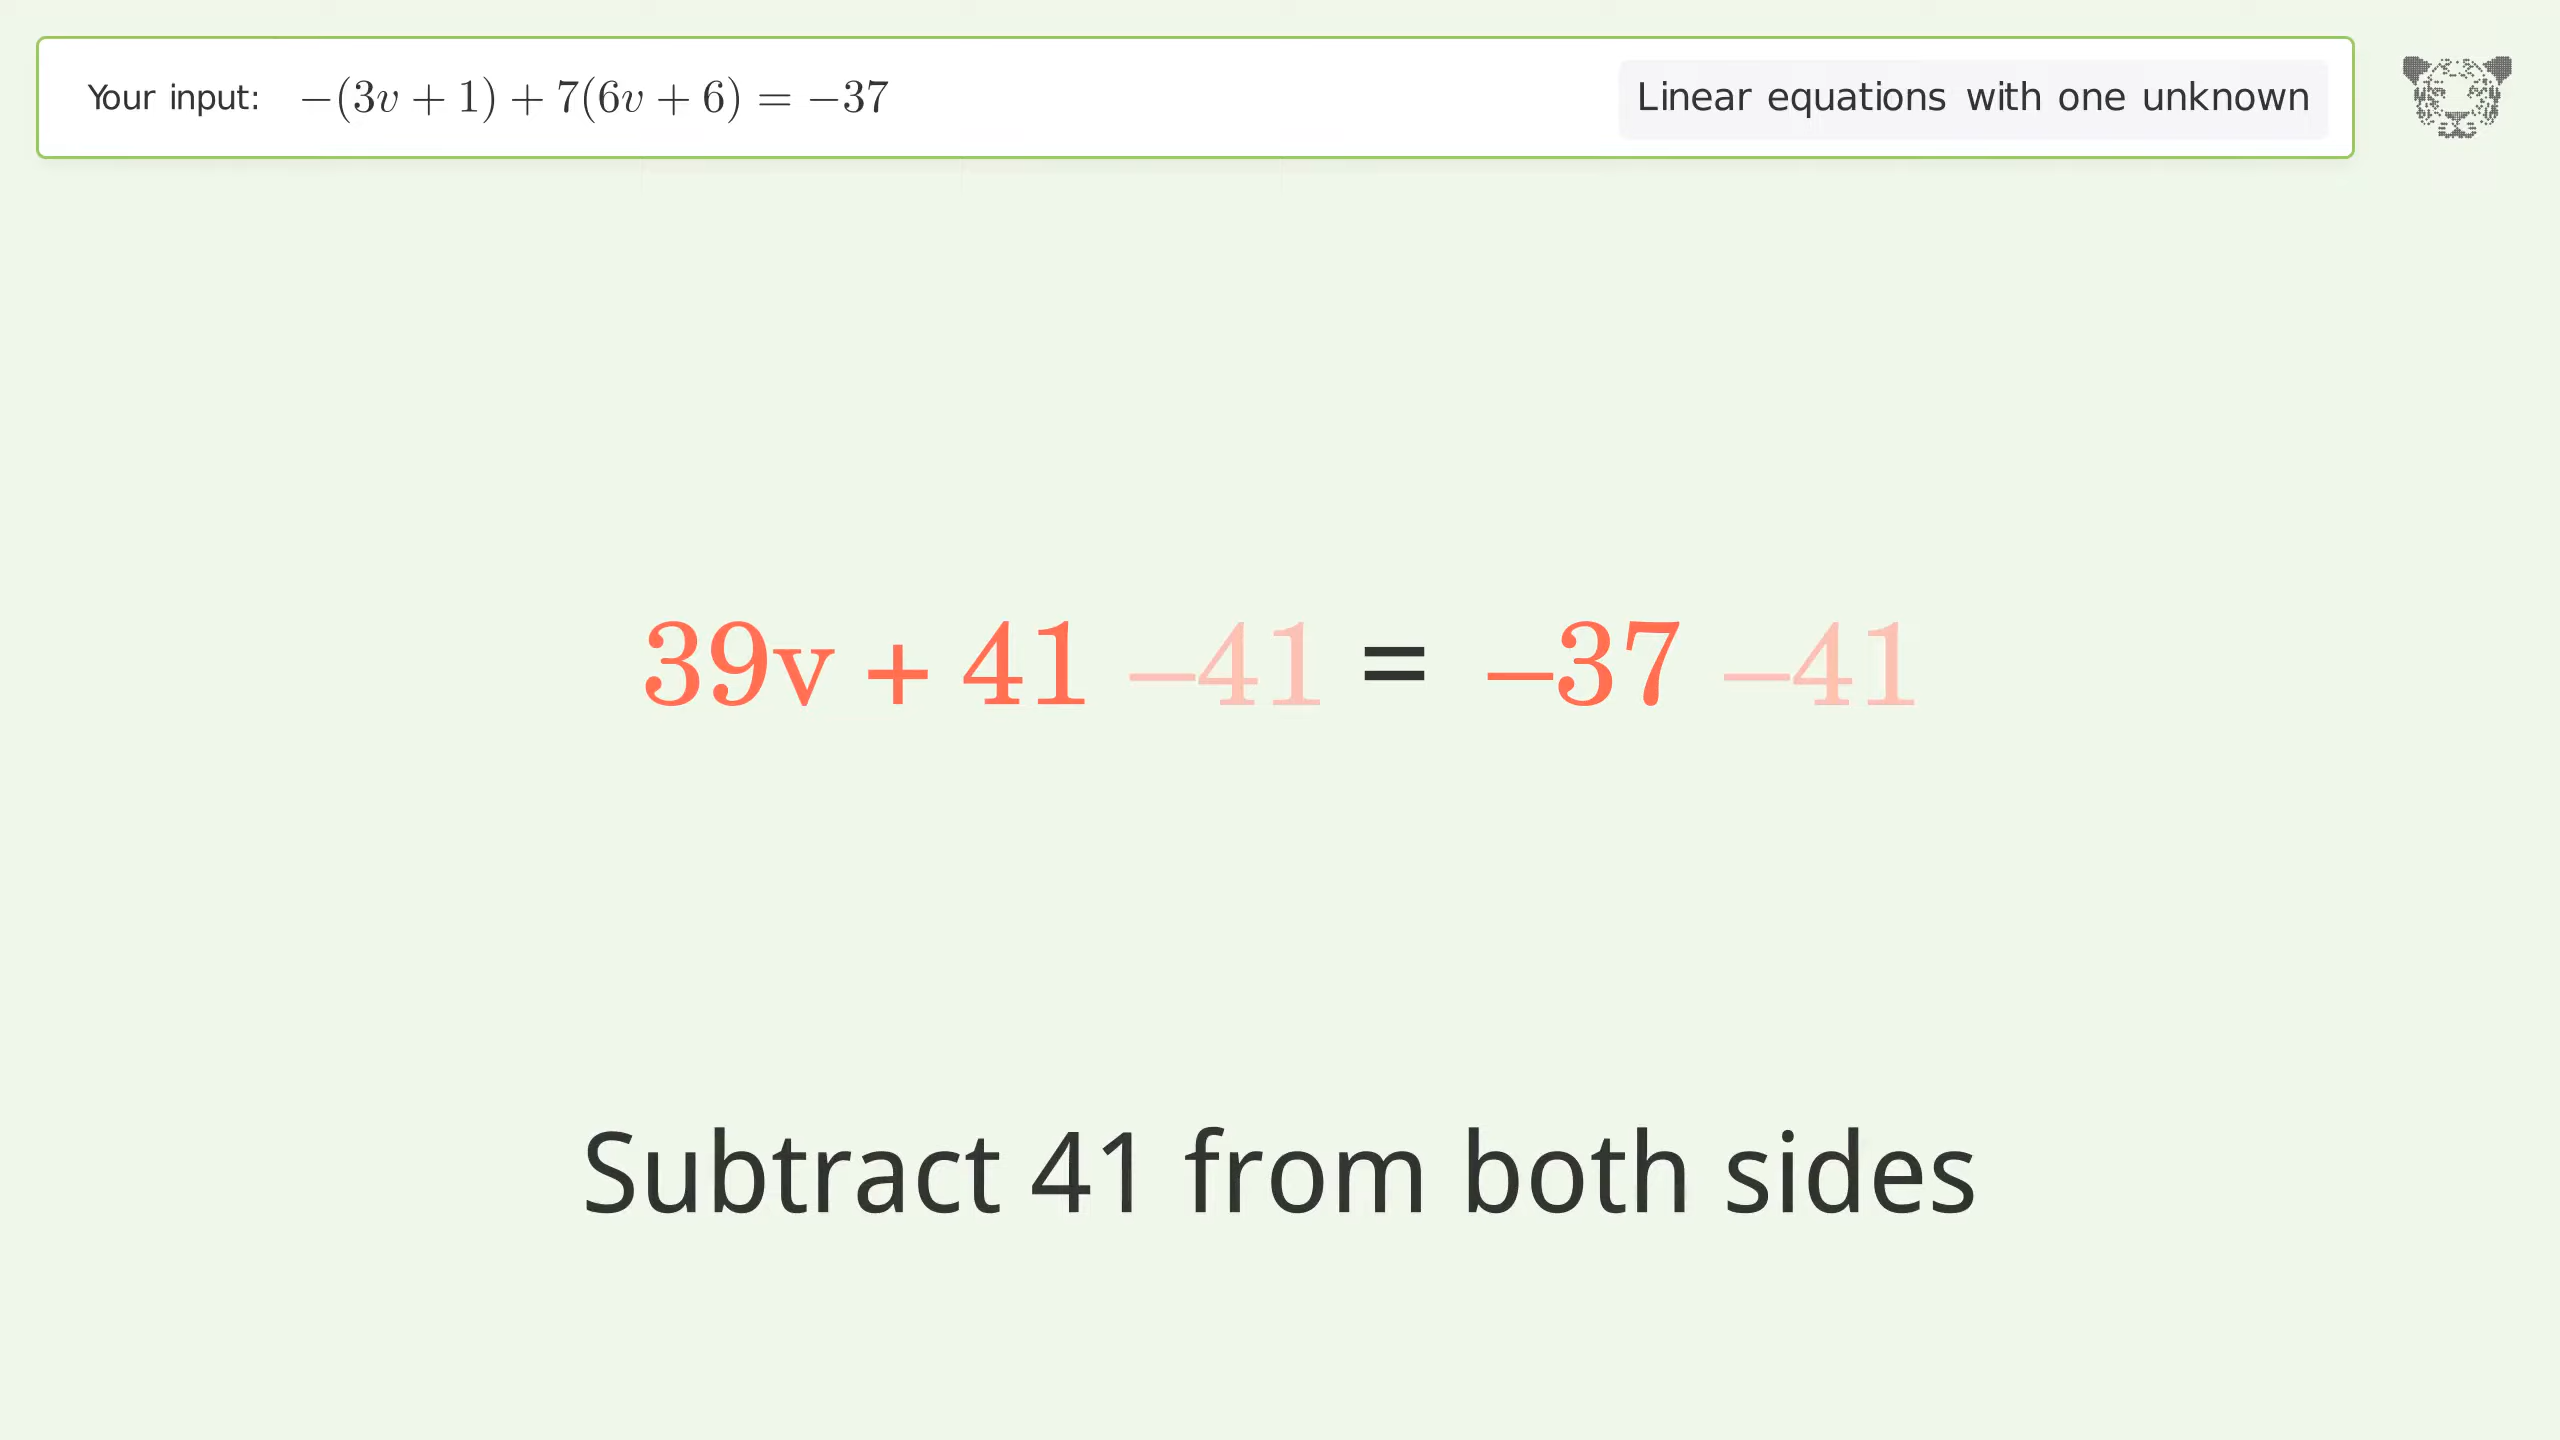 Your input: −(3v + 1) + 7(6v + 6) = −37
Linear equations with one unknown
39v + 41 −41 = −37 −41
Subtract 41 from both sides